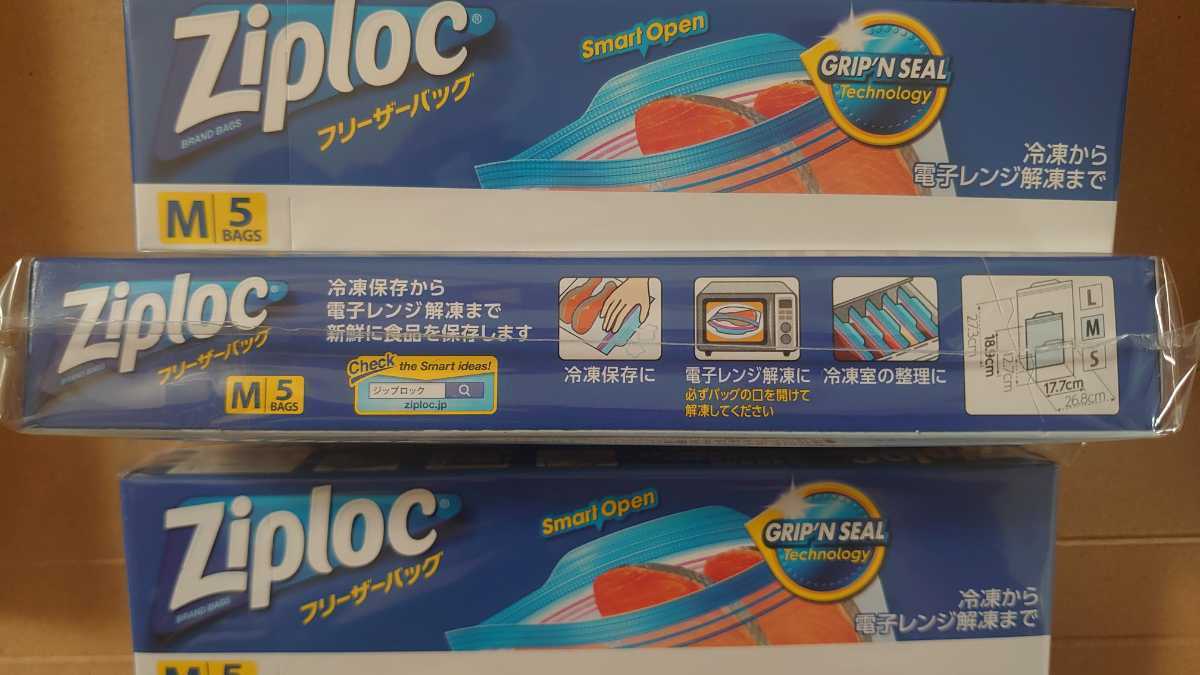 Ziploc®
BRAND BAGS
フリーザーバッグ
Smart Open
GRIP'N SEAL
Technology
冷凍から
電子レンジ解凍まで
M 5
BAGS
Ziploc®
BRAND BAGS
フリーザーバッグ
M 5
BAGS
冷凍保存から
電子レンジ解凍まで
新鮮に食品を保存します
Check the Smart ideas!
ジップロック
ziploc.jp
冷凍保存に
電子レンジ解凍に
必ずバッグの口を開けて
解凍してください
冷凍室の整理に
L
M
S
27.3cm
18.9cm
12.7cm
17.7cm
26.8cm
Ziploc®
BRAND BAGS
フリーザーバッグ
Smart Open
GRIP'N SEAL
Technology
冷凍から
電子レンジ解凍まで
M 5